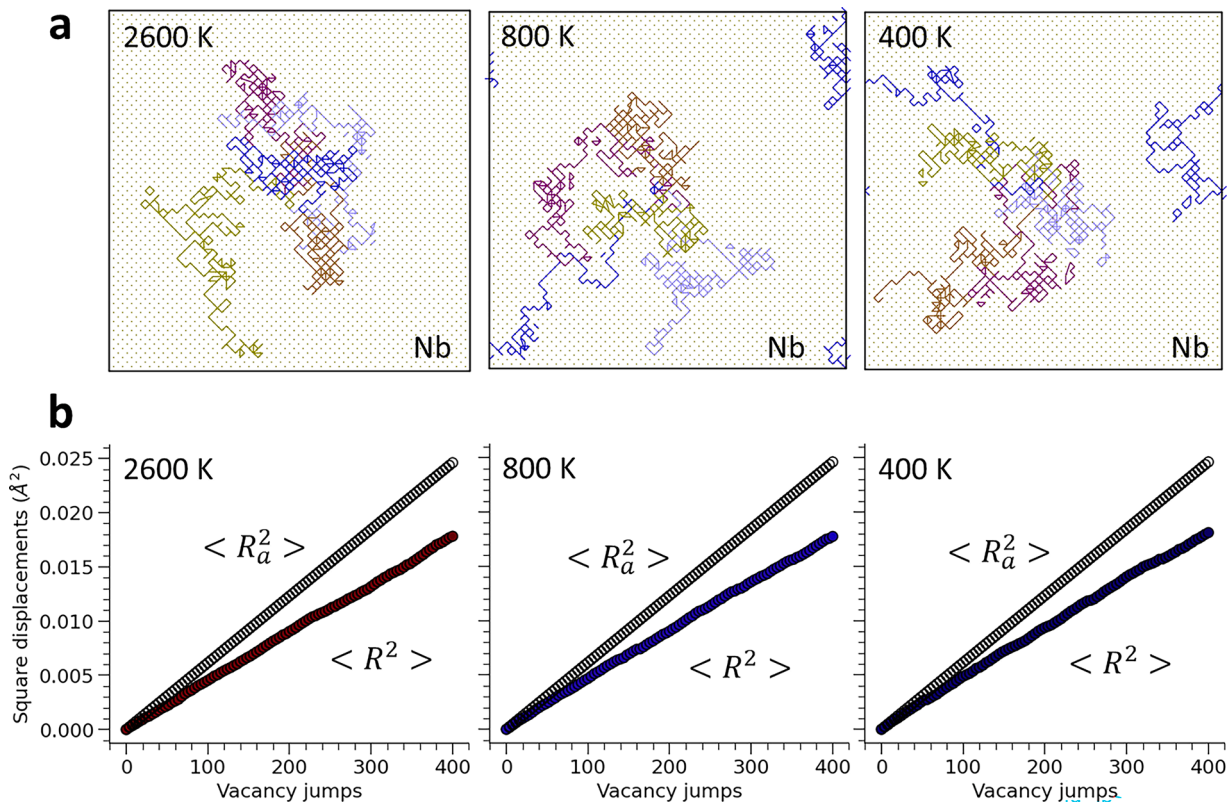 a
2600 K
800 K
400 K
Nb
Nb
Nb
b
Square displacements (Å²)
0.025
0.020
0.015
0.010
0.005
0.000
2600 K
< R_a^2 >
< R^2 >
800 K
< R_a^2 >
< R^2 >
400 K
< R_a^2 >
< R^2 >
0 100 200 300 400
0 100 200 300 400
0 100 200 300 400
Vacancy jumps
Vacancy jumps
Vacancy jumps